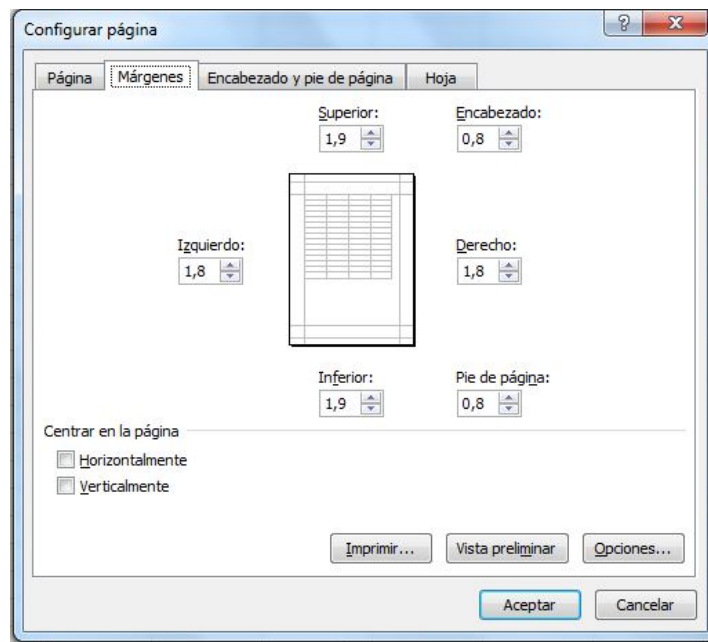 Configurar página
Página Márgenes Encabezado y pie de página Hoja
Superior: Encabezado:
1,9 0,8
Izquierdo: Derecho:
1,8 1,8
Inferior: Pie de página:
1,9 0,8
Centrar en la página
Horizontalmente
Verticalmente
Imprimir... Vista preliminar Opciones...
Aceptar Cancelar